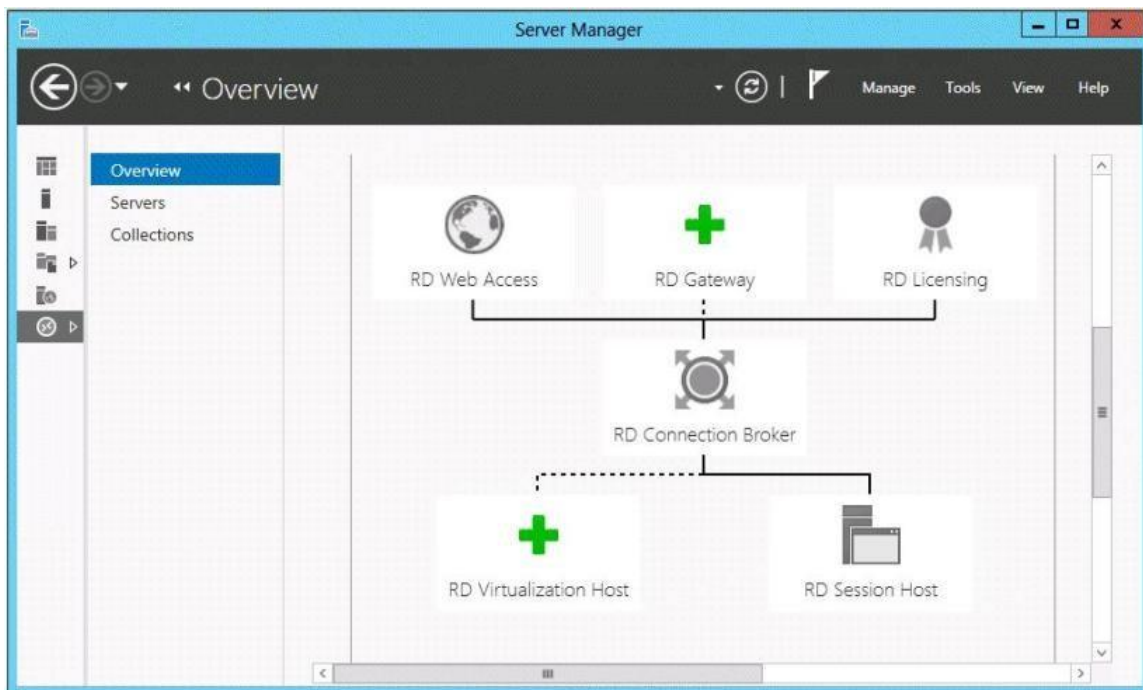 Server Manager
Overview
Manage Tools View Help
Overview
Servers
Collections
RD Web Access
RD Gateway
RD Licensing
RD Connection Broker
RD Virtualization Host
RD Session Host